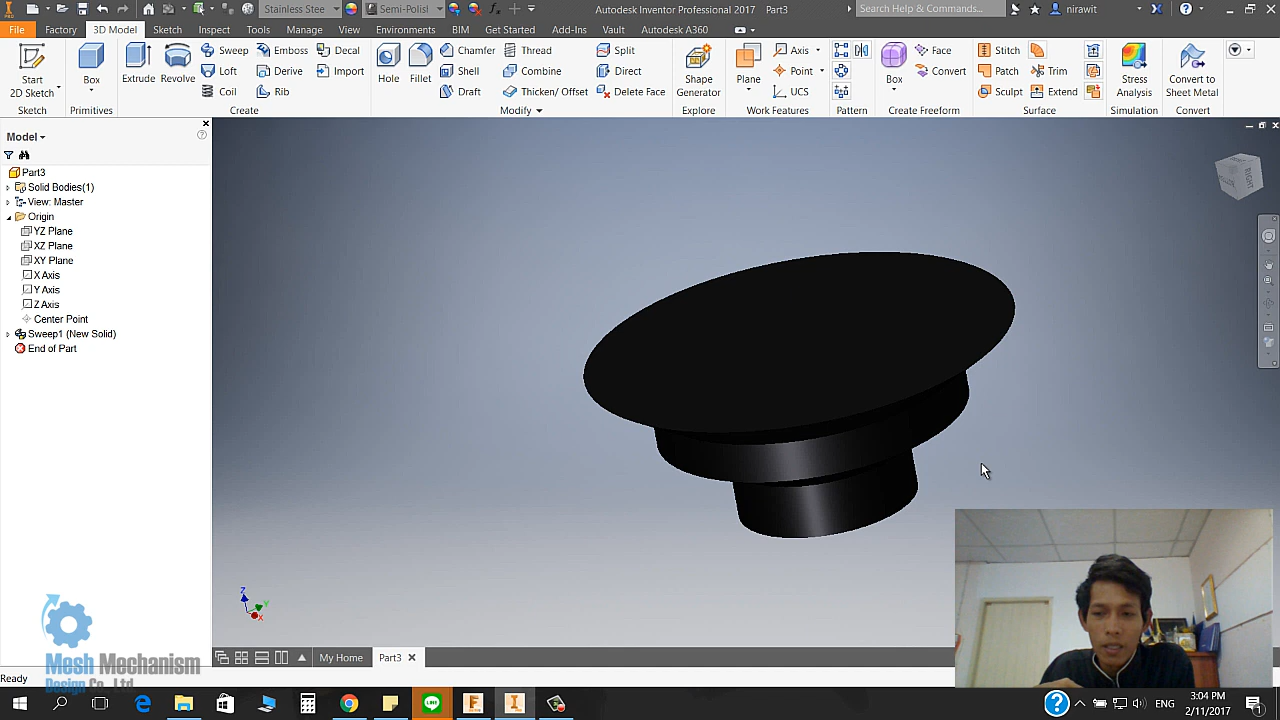 Stainless Stee
Semi-Polisl
Autodesk Inventor Professional 2017 Part3
Search Help & Commands...
nirawit
File Factory 3D Model Sketch Inspect Tools Manage View Environments BIM Get Started Add-Ins Vault Autodesk A360
Start
2D Sketch
Sketch
Box
Primitives
Extrude
Revolve
Sweep Emboss Decal
Loft Derive Import
Coil Rib
Create
Hole
Fillet
Chamfer Thread Split
Shell Combine Direct
Draft Thicken/ Offset Delete Face
Modify
Shape
Generator
Explore
Plane
Axis
Point
UCS
Work Features
Pattern
Box
Face
Convert
Create Freeform
Stitch
Patch Trim
Sculpt Extend
Surface
Stress
Analysis
Simulation
Convert to
Sheet Metal
Convert
Model
Part3
Solid Bodies(1)
View: Master
Origin
YZ Plane
XZ Plane
XY Plane
X Axis
Y Axis
Z Axis
Center Point
Sweep1 (New Solid)
End of Part
RIGHT
Z
Y
X
Mesh Mechanism
Design Co., Ltd.
My Home Part3
Ready
LINE
F
I
ENG
3:04 PM
2/11/2017